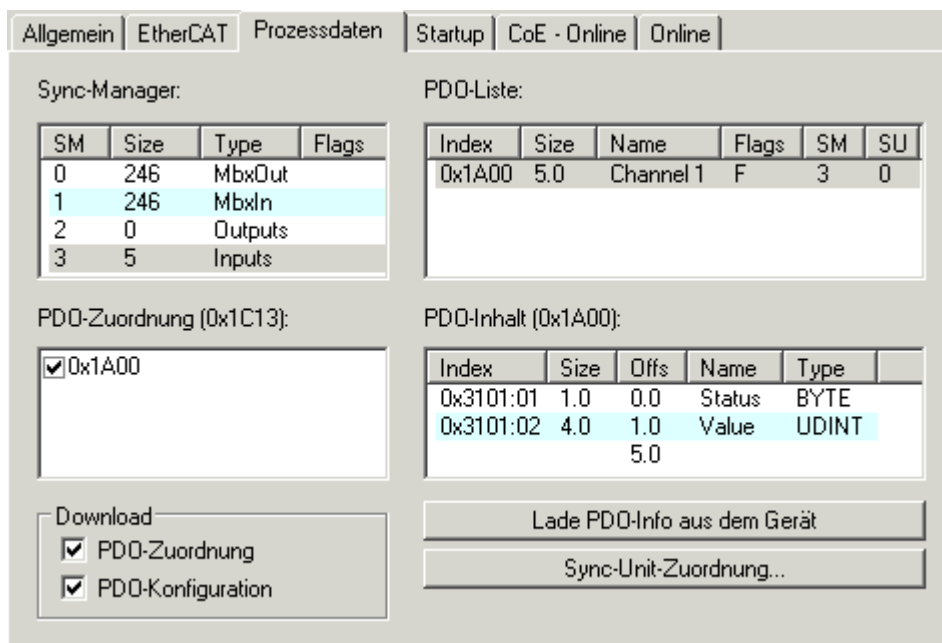 Allgemein EtherCAT Prozessdaten Startup CoE - Online Online
Sync-Manager:
SM Size Type Flags
0 246 MbxOut
1 246 MbxIn
2 0 Outputs
3 5 Inputs
PDO-Liste:
Index Size Name Flags SM SU
0x1A00 5.0 Channel 1 F 3 0
PDO-Zuordnung (0x1C13):
0x1A00
PDO-Inhalt (0x1A00):
Index Size Offs Name Type
0x3101:01 1.0 0.0 Status BYTE
0x3101:02 4.0 1.0 Value UDINT
5.0
Download
PDO-Zuordnung
PDO-Konfiguration
Lade PDO-Info aus dem Gerät
Sync-Unit-Zuordnung...